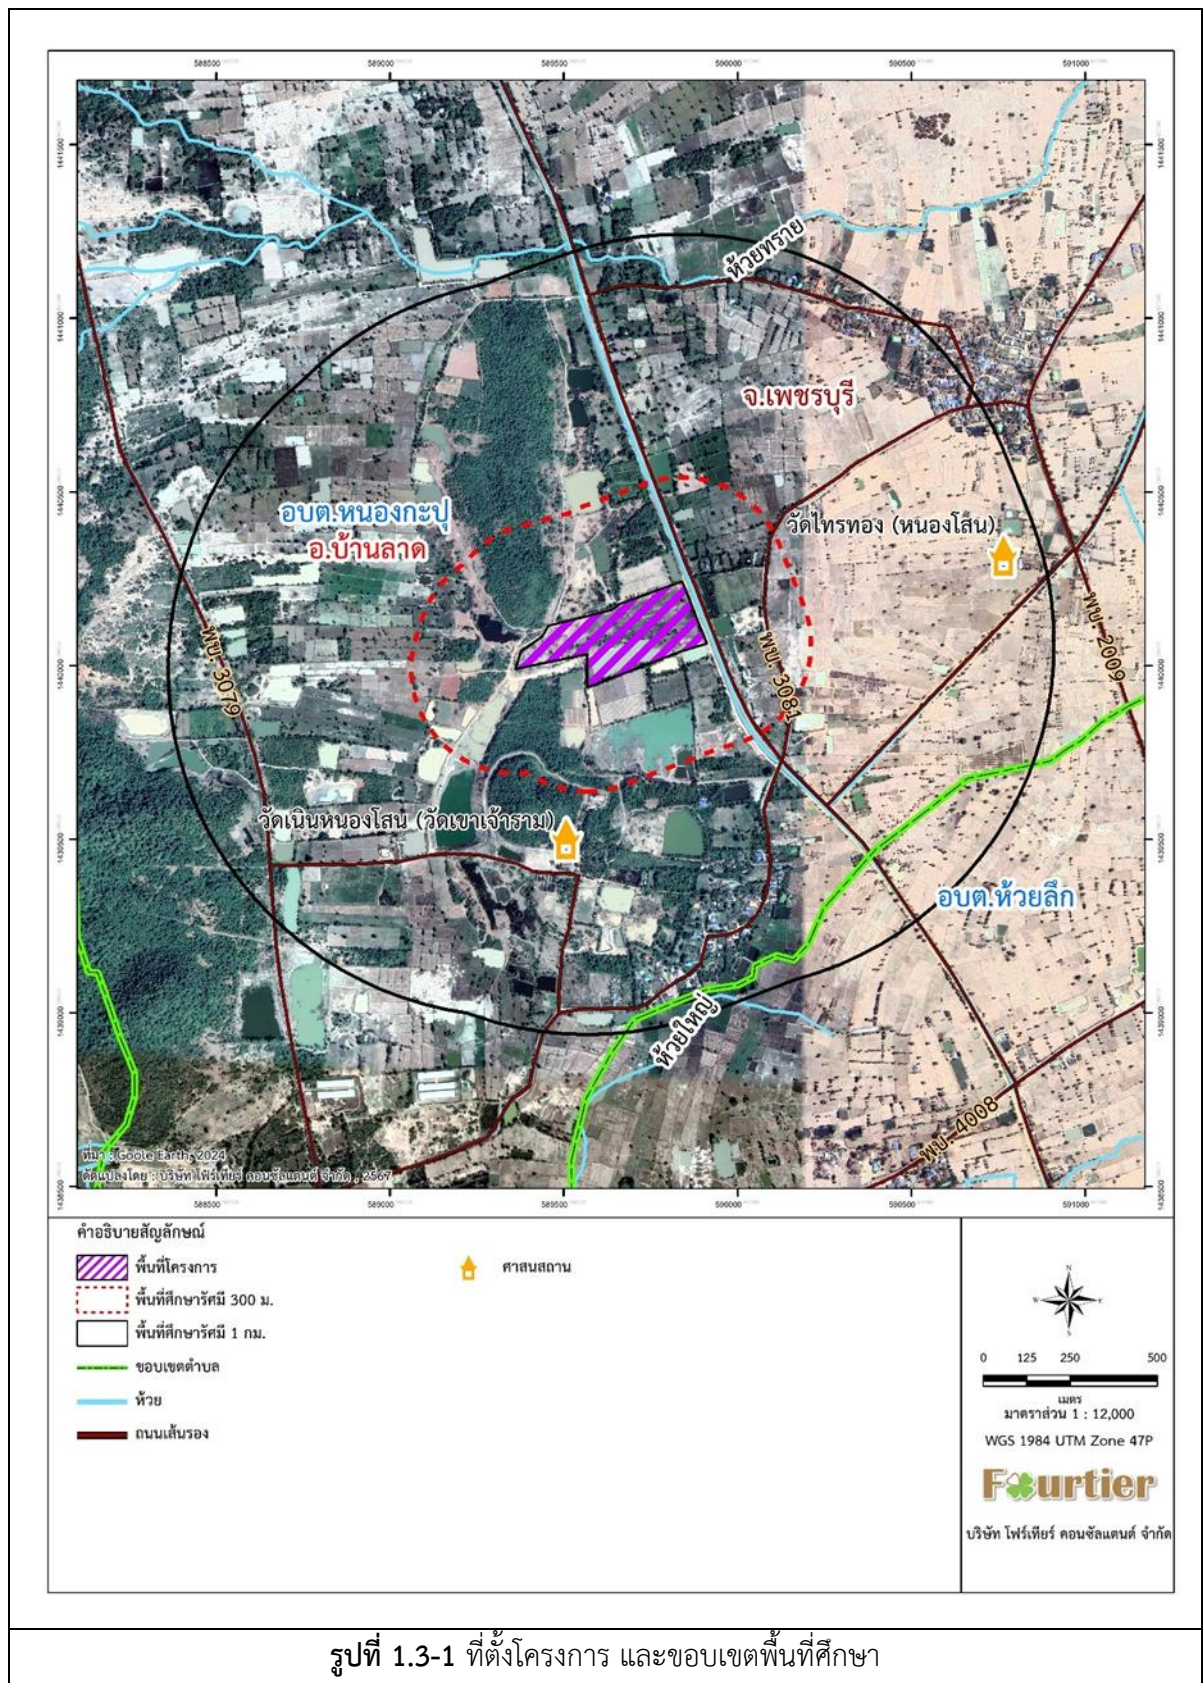 588500 589000 589500 590000 590500 591000
1441500 1441500
ห้วยทราย
1441000 1441000
จ.เพชรบุรี
1440500 1440500
อบต.หนองกะปุ
อ.บ้านลาด
วัดไทรทอง (หนองโสน)
พบ. 2009
พบ. 3079
พบ. 3081
1440000 1440000
วัดเนินหนองโสน (วัดเขาเจ้าราม)
1439500 1439500
อบต.ห้วยลึก
1439000 1439000
ห้วยใหญ่
พบ. 4008
ที่มา : Goole Earth, 2024
ดัดแปลงโดย : บริษัท โฟร์เทียร์ คอนซัลแตนต์ จำกัด , 2567
1438500 1438500
588500 589000 589500 590000 590500 591000
คำอธิบายสัญลักษณ์
พื้นที่โครงการ
พื้นที่ศึกษารัศมี 300 ม.
พื้นที่ศึกษารัศมี 1 กม.
ขอบเขตตำบล
ห้วย
ถนนเส้นรอง
ศาสนสถาน
N
W E
S
0 125 250 500
เมตร
มาตราส่วน 1 : 12,000
WGS 1984 UTM Zone 47P
Fourtier
บริษัท โฟร์เทียร์ คอนซัลแตนต์ จำกัด
รูปที่ 1.3-1 ที่ตั้งโครงการ และขอบเขตพื้นที่ศึกษา